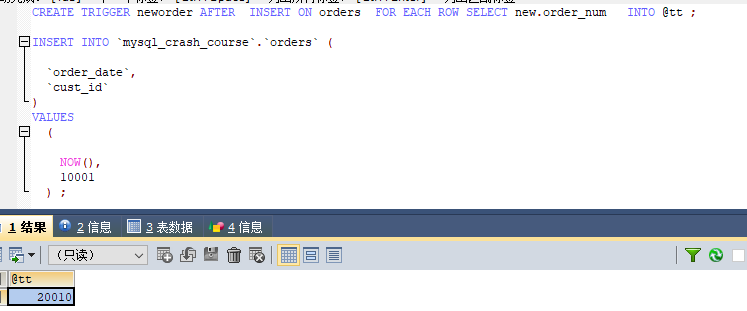 CREATE TRIGGER neworder AFTER INSERT ON orders FOR EACH ROW SELECT new.order_num INTO @tt ;
INSERT INTO `mysql_crash_course`.`orders` (
`order_date`,
`cust_id`
)
VALUES
(
NOW(),
10001
) ;
1 结果 2 信息 3 表数据 4 信息
(只读)
@tt
20010